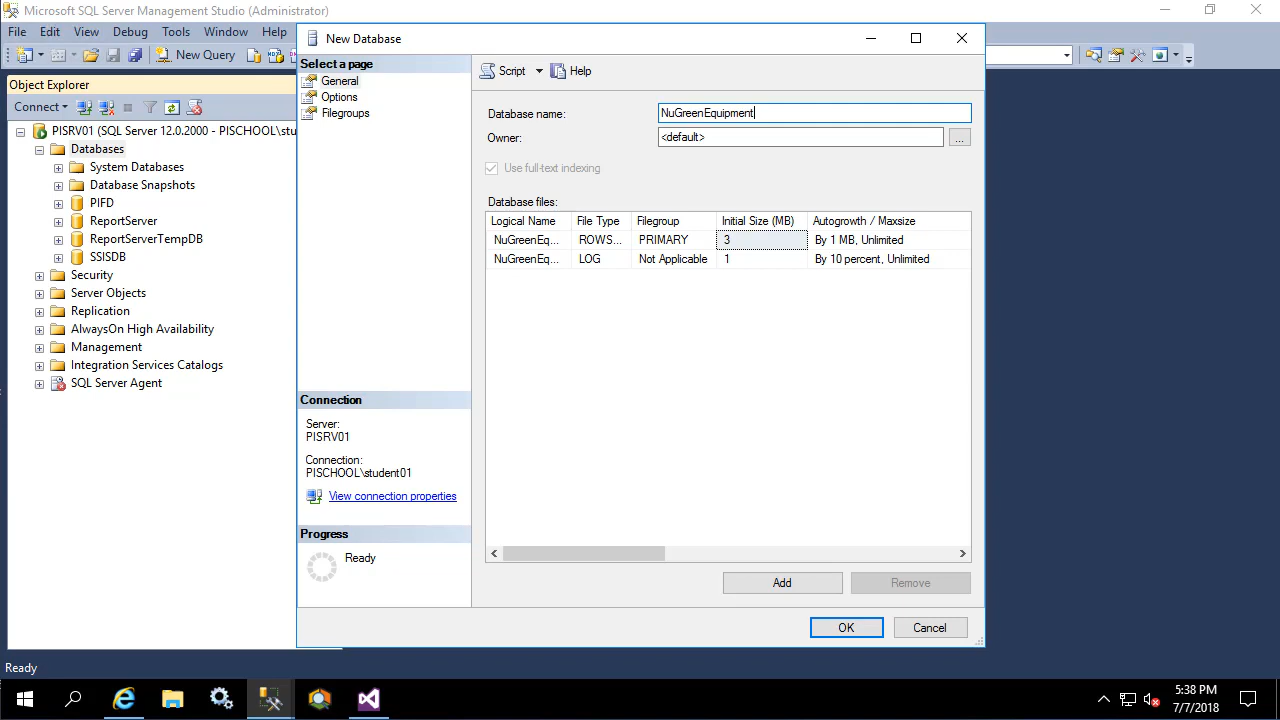 Microsoft SQL Server Management Studio (Administrator)
File Edit View Debug Tools Window Help
New Query
Object Explorer
Connect
PISRV01 (SQL Server 12.0.2000 - PISCHOOL\stu
Databases
System Databases
Database Snapshots
PIFD
ReportServer
ReportServerTempDB
SSISDB
Security
Server Objects
Replication
AlwaysOn High Availability
Management
Integration Services Catalogs
SQL Server Agent
New Database
Select a page
General
Options
Filegroups
Connection
Server:
PISRV01
Connection:
PISCHOOL\student01
View connection properties
Progress
Ready
Script Help
Database name: NuGreenEquipment
Owner: <default> ...
Use full-text indexing
Database files:
Logical Name File Type Filegroup Initial Size (MB) Autogrowth / Maxsize
NuGreenEq... ROWS... PRIMARY 3 By 1 MB, Unlimited
NuGreenEq... LOG Not Applicable 1 By 10 percent, Unlimited
Add Remove
OK Cancel
Ready
5:38 PM
7/7/2018